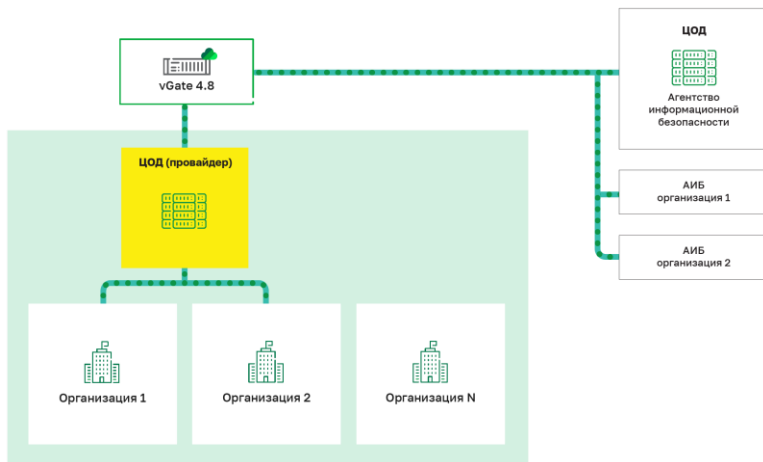 vGate 4.8
ЦОД
Агентство
информационной
безопасности
ЦОД (провайдер)
АИБ
организация 1
АИБ
организация 2
Организация 1
Организация 2
Организация N